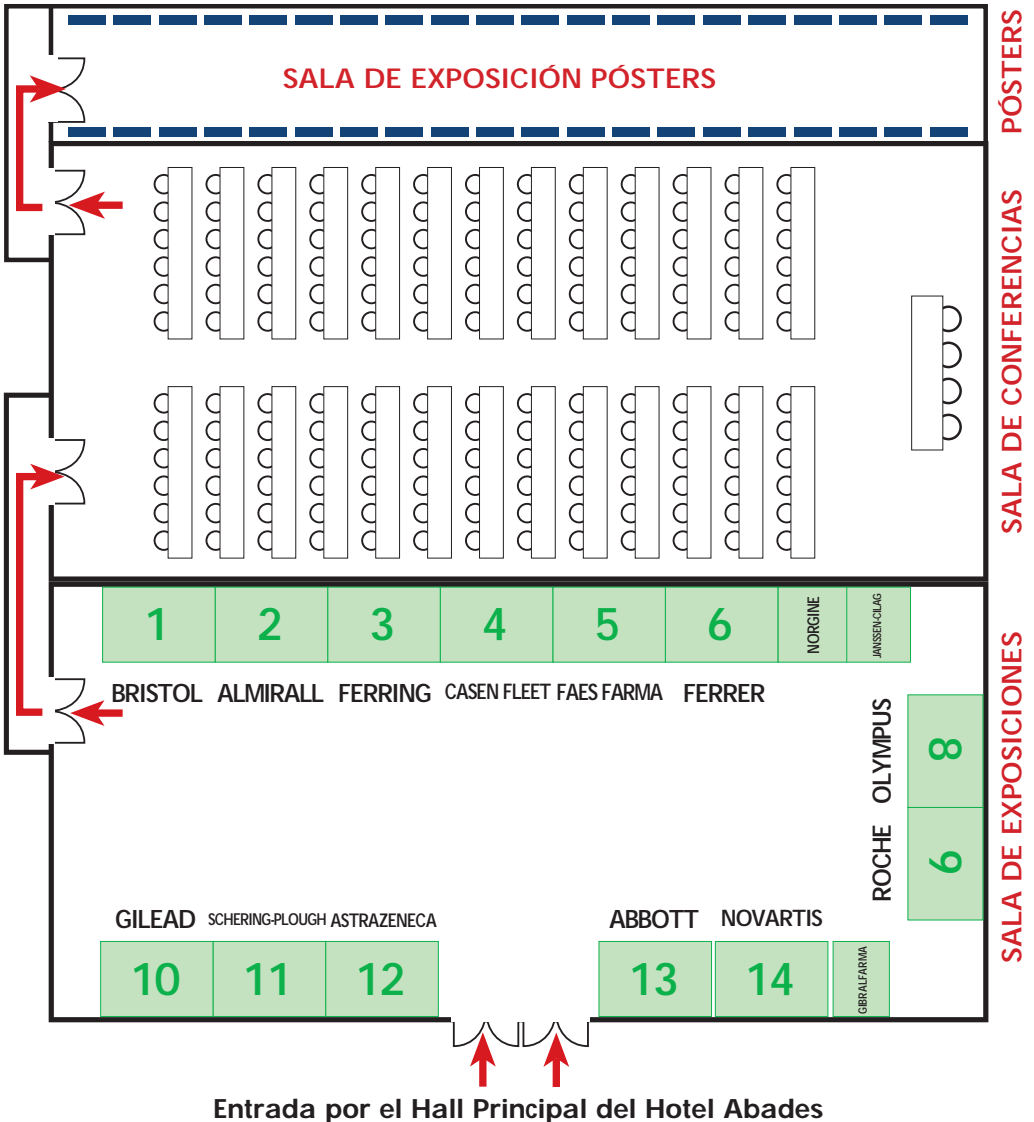 SALA DE EXPOSICIÓN PÓSTERS
PÓSTERS
SALA DE CONFERENCIAS
SALA DE EXPOSICIONES
1 2 3 4 5 6 NORGINE JANSSEN-CILAG
BRISTOL ALMIRALL FERRING CASEN FLEET FAES FARMA FERRER
OLYMPUS 8
ROCHE 9
GILEAD SCHERING-PLOUGH ASTRAZENECA ABBOTT NOVARTIS
10 11 12 13 14 GIBRALFARMA
Entrada por el Hall Principal del Hotel Abades